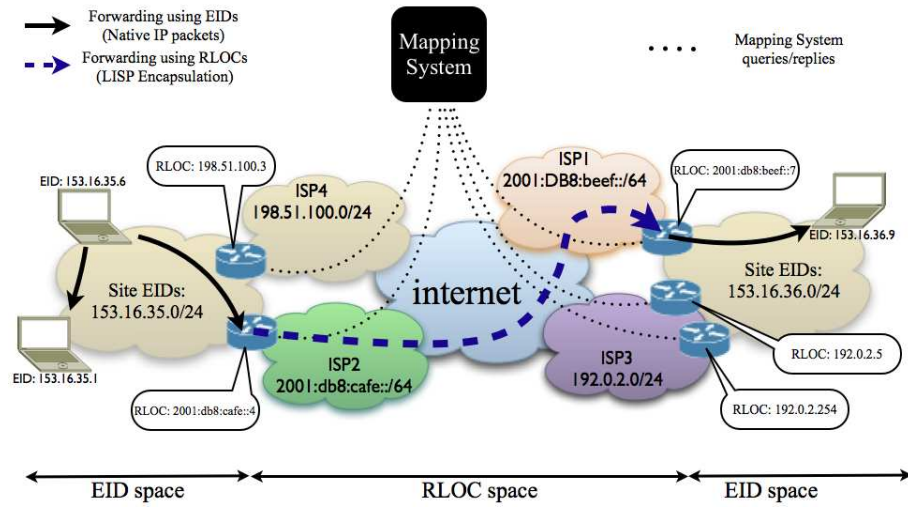 Forwarding using EIDs
(Native IP packets)
Forwarding using RLOCs
(LISP Encapsulation)
Mapping
System
Mapping System
queries/replies
RLOC: 198.51.100.3
EID: 153.16.35.6
ISP4
198.51.100.0/24
ISP1
2001:DB8:beef::/64
RLOC: 2001:db8:beef::7
EID: 153.16.36.9
Site EIDs:
153.16.35.0/24
internet
Site EIDs:
153.16.36.0/24
EID: 153.16.35.1
ISP2
2001:db8:cafe::/64
ISP3
192.0.2.0/24
RLOC: 192.0.2.5
RLOC: 2001:db8:cafe::4
RLOC: 192.0.2.254
EID space
RLOC space
EID space